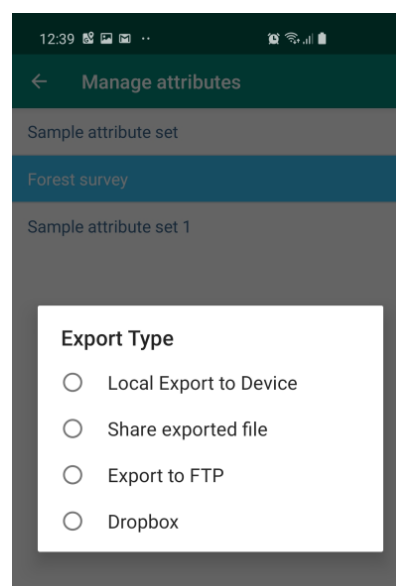 12:39
Manage attributes
Sample attribute set
Forest survey
Sample attribute set 1
Export Type
Local Export to Device
Share exported file
Export to FTP
Dropbox